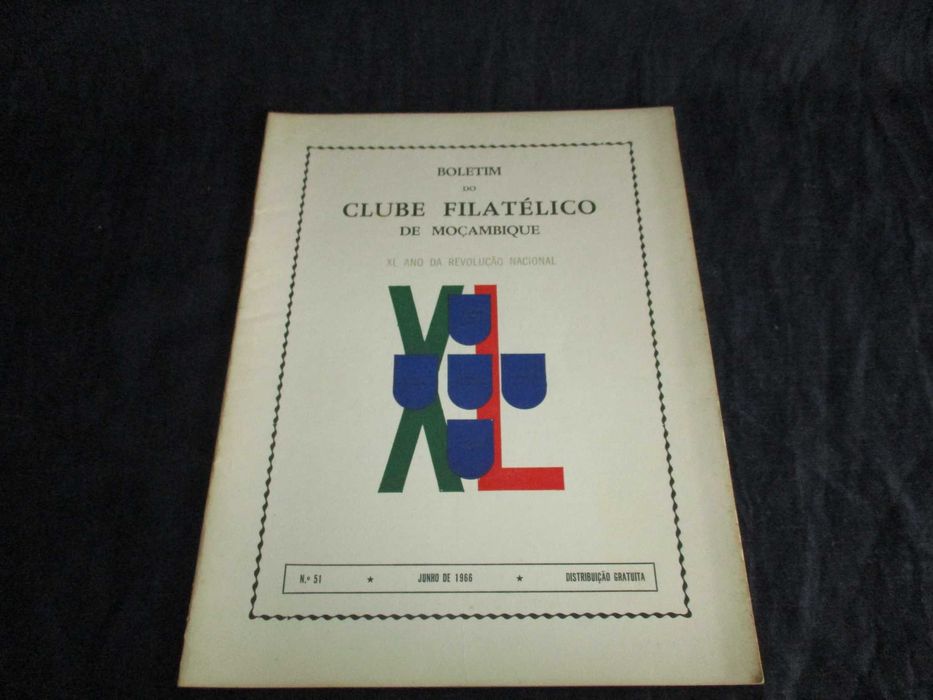 BOLETIM
DO
CLUBE FILATÉLICO
DE MOÇAMBIQUE
XL ANO DA REVOLUÇÃO NACIONAL
XL
N.º 51 ★ JUNHO DE 1966 ★ DISTRIBUIÇÃO GRATUITA